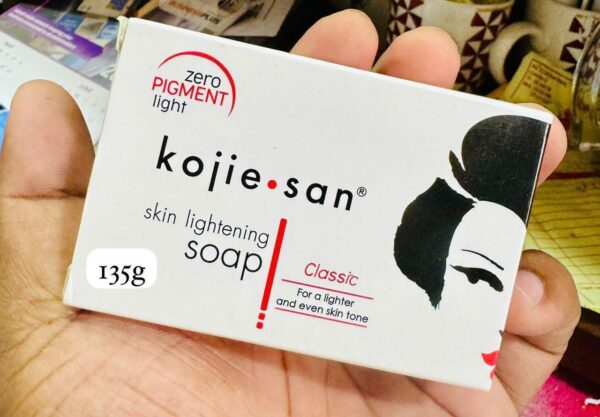 zero
PIGMENT
light
kojie•san®
skin lightening
soap
135g
Classic
For a lighter
and even skin tone